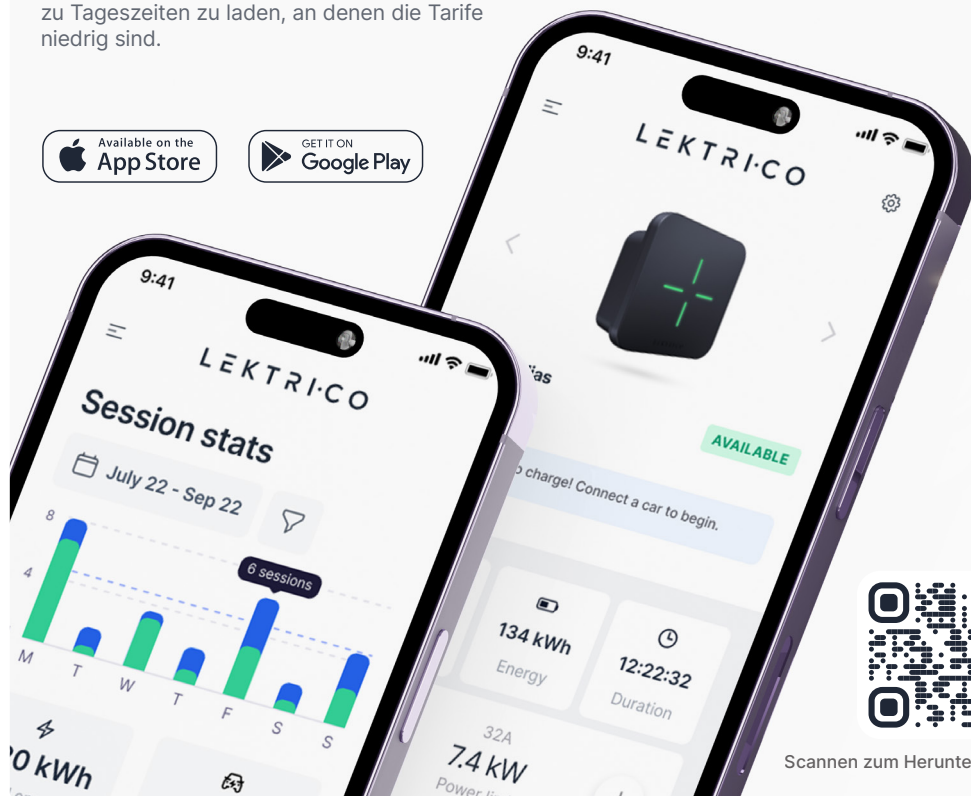 zu Tageszeiten zu laden, an denen die Tarife
niedrig sind.
Available on the
App Store
GET IT ON
Google Play
9:41
LEKTRI·CO
AVAILABLE
charge! Connect a car to begin.
134 kWh
Energy
12:22:32
Duration
32A
7.4 kW
Power
9:41
LEKTRI·CO
Session stats
July 22 - Sep 22
8
4
6 sessions
M
T
W
T
F
S
S
kWh
Scannen zum